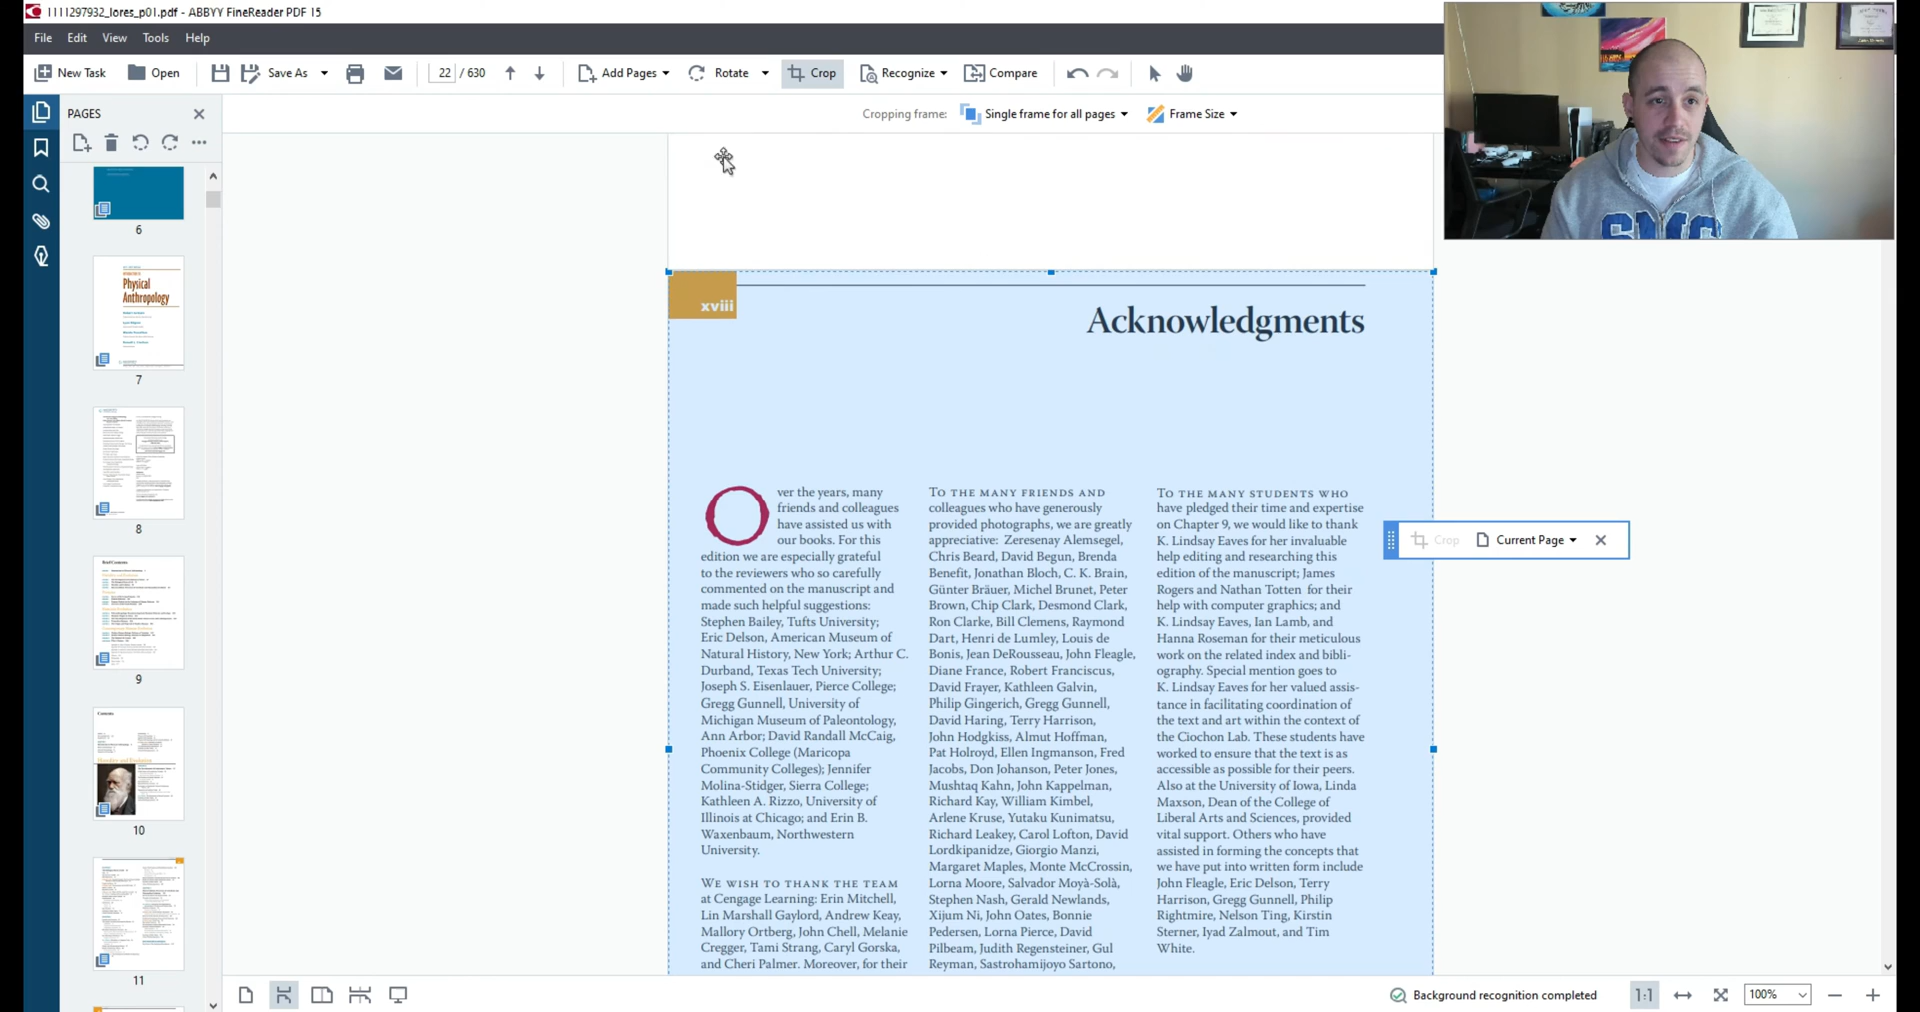 1111297932_lores_p01.pdf - ABBYY FineReader PDF 15
File Edit View Tools Help
New Task Open Save As 22 / 630 Add Pages Rotate Crop Recognize Compare
Cropping frame: Single frame for all pages Frame Size
PAGES
6
Physical
Anthropology
7
8
Brief Contents
9
Contents
10
11
xviii
Acknowledgments
Over the years, many
friends and colleagues
have assisted us with
our books. For this
edition we are especially grateful
to the reviewers who so carefully
commented on the manuscript and
made such helpful suggestions:
Stephen Bailey, Tufts University;
Eric Delson, American Museum of
Natural History, New York; Arthur C.
Durband, Texas Tech University;
Joseph S. Eisenlauer, Pierce College;
Gregg Gunnell, University of
Michigan Museum of Paleontology,
Ann Arbor; David Randall McCaig,
Phoenix College (Maricopa
Community Colleges); Jennifer
Molina-Stidger, Sierra College;
Kathleen A. Rizzo, University of
Illinois at Chicago; and Erin B.
Waxenbaum, Northwestern
University.
We wish to thank the team
at Cengage Learning: Erin Mitchell,
Lin Marshall Gaylord, Andrew Keay,
Mallory Ortberg, John Chell, Melanie
Cregger, Tami Strang, Caryl Gorska,
and Cheri Palmer. Moreover, for their
To the many friends and
colleagues who have generously
provided photographs, we are greatly
appreciative: Zeresenay Alemsegel,
Chris Beard, David Begun, Brenda
Benefit, Jonathan Bloch, C. K. Brain,
Günter Bräuer, Michel Brunet, Peter
Brown, Chip Clark, Desmond Clark,
Ron Clarke, Bill Clemens, Raymond
Dart, Henri de Lumley, Louis de
Bonis, Jean DeRousseau, John Fleagle,
Diane France, Robert Franciscus,
David Frayer, Kathleen Galvin,
Philip Gingerich, Gregg Gunnell,
David Haring, Terry Harrison,
John Hodgkiss, Almut Hoffman,
Pat Holroyd, Ellen Ingmanson, Fred
Jacobs, Don Johanson, Peter Jones,
Mushtaq Kahn, John Kappelman,
Richard Kay, William Kimbel,
Arlene Kruse, Yutaku Kunimatsu,
Richard Leakey, Carol Lofton, David
Lordkipanidze, Giorgio Manzi,
Margaret Maples, Monte McCrossin,
Lorna Moore, Salvador Moyà-Solà,
Stephen Nash, Gerald Newlands,
Xijum Ni, John Oates, Bonnie
Pedersen, Lorna Pierce, David
Pilbeam, Judith Regensteiner, Gul
Reyman, Sastrohamijoyo Sartono,
To the many students who
have pledged their time and expertise
on Chapter 9, we would like to thank
K. Lindsay Eaves for her invaluable
help editing and researching this
edition of the manuscript; James
Rogers and Nathan Totten for their
help with computer graphics; and
K. Lindsay Eaves, Ian Lamb, and
Hanna Roseman for their meticulous
work on the related index and bibli-
ography. Special mention goes to
K. Lindsay Eaves for her valued assis-
tance in facilitating coordination of
the text and art within the context of
the Ciochon Lab. These students have
worked to ensure that the text is as
accessible as possible for their peers.
Also at the University of Iowa, Linda
Maxson, Dean of the College of
Liberal Arts and Sciences, provided
vital support. Others who have
assisted in forming the concepts that
we have put into written form include
John Fleagle, Eric Delson, Terry
Harrison, Gregg Gunnell, Philip
Rightmire, Nelson Ting, Kirstin
Sterner, Iyad Zalmout, and Tim
White.
Crop Current Page
Background recognition completed 1:1 100%